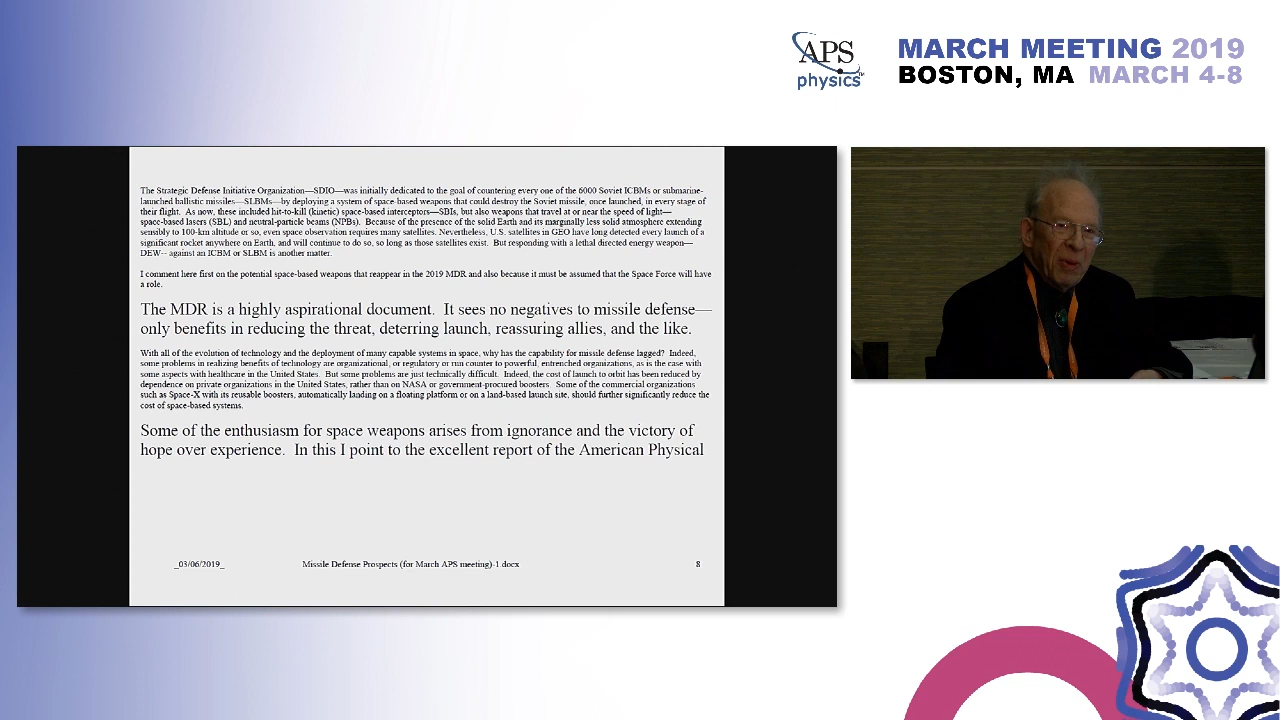 APS
physics
MARCH MEETING 2019
BOSTON, MA MARCH 4-8
The Strategic Defense Initiative Organization—SDIO—was initially dedicated to the goal of countering every one of the 6000 Soviet ICBMs or submarine-
launched ballistic missiles—SLBMs—by deploying a system of space-based weapons that could destroy the Soviet missile, once launched, in every stage of
their flight. As now, these included hit-to-kill (kinetic) space-based interceptors—SBIs, but also weapons that travel at or near the speed of light—
space-based lasers (SBL) and neutral-particle beams (NPBs). Because of the presence of the solid Earth and its marginally less solid atmosphere extending
sensibly to 100-km altitude or so, even space observation requires many satellites. Nevertheless, U.S. satellites in GEO have long detected every launch of a
significant rocket anywhere on Earth, and will continue to do so, so long as those satellites exist. But responding with a lethal directed energy weapon—
DEW-- against an ICBM or SLBM is another matter.
I comment here first on the potential space-based weapons that reappear in the 2019 MDR and also because it must be assumed that the Space Force will have
a role.
The MDR is a highly aspirational document. It sees no negatives to missile defense—
only benefits in reducing the threat, deterring launch, reassuring allies, and the like.
With all of the evolution of technology and the deployment of many capable systems in space, why has the capability for missile defense lagged? Indeed,
some problems in realizing benefits of technology are organizational, or regulatory or run counter to powerful, entrenched organizations, as is the case with
some aspects with healthcare in the United States. But some problems are just technically difficult. Indeed, the cost of launch to orbit has been reduced by
dependence on private organizations in the United States, rather than on NASA or government-procured boosters. Some of the commercial organizations
such as Space-X with its reusable boosters, automatically landing on a floating platform or on a land-based launch site, should further significantly reduce the
cost of space-based systems.
Some of the enthusiasm for space weapons arises from ignorance and the victory of
hope over experience. In this I point to the excellent report of the American Physical
_03/06/2019_ Missile Defense Prospects (for March APS meeting)-1.docx 8